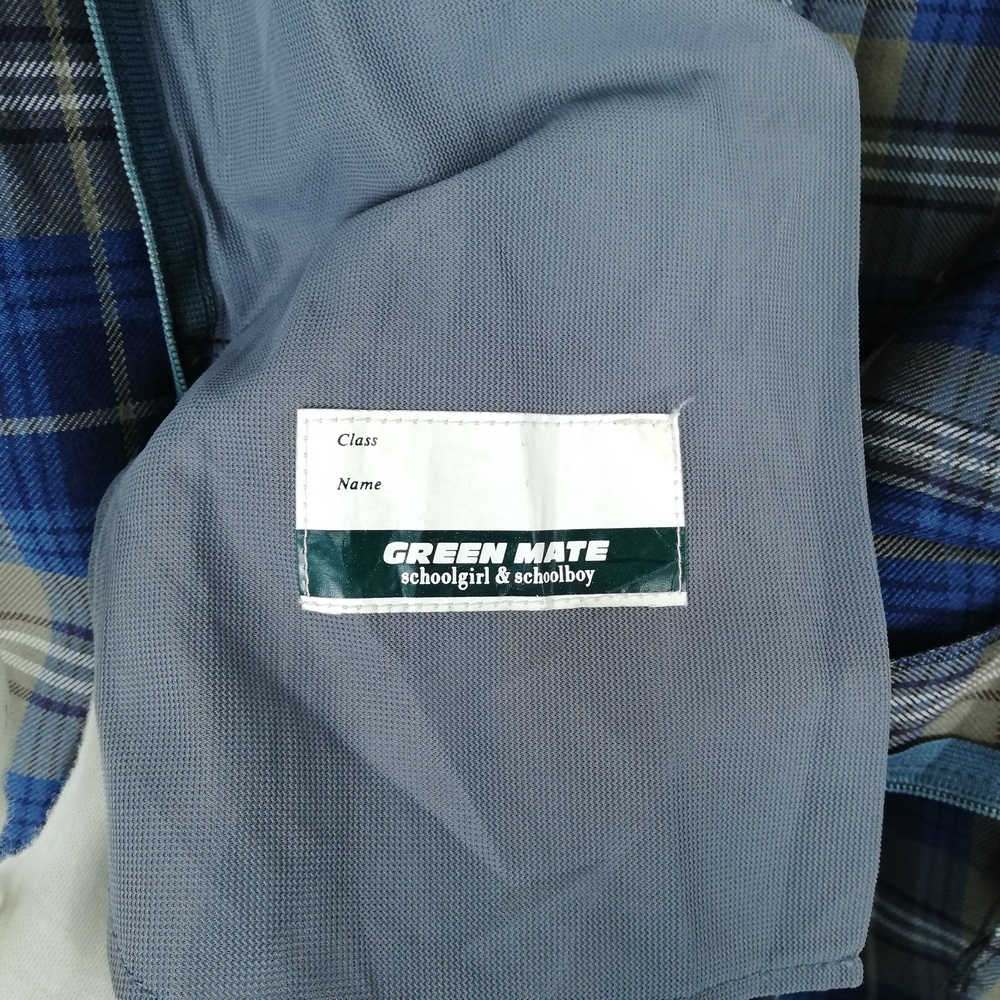 Class
Name
GREEN MATE
schoolgirl & schoolboy